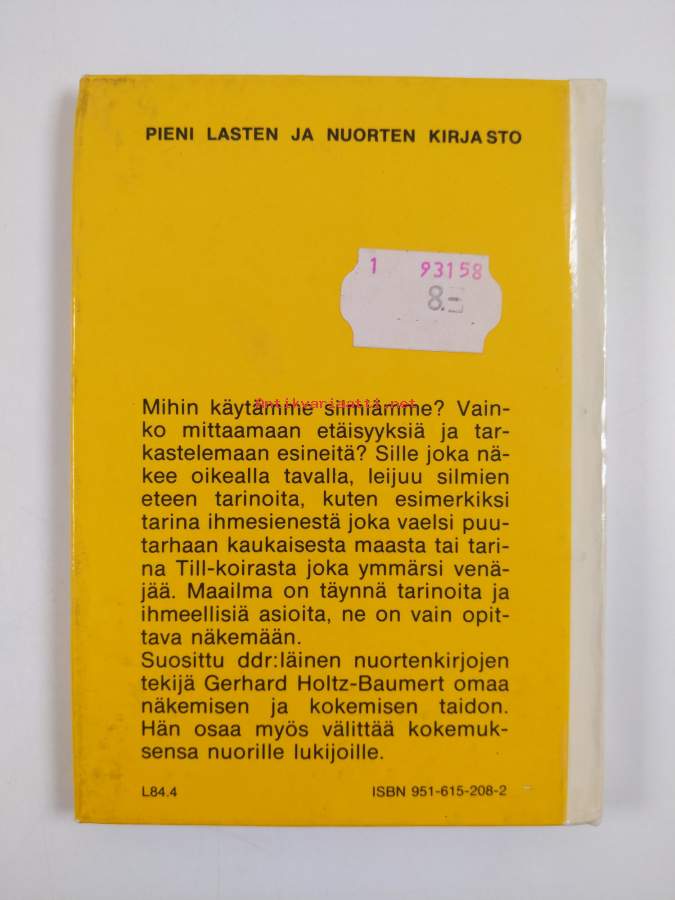 PIENI LASTEN JA NUORTEN KIRJASTO
1 93158
8.-
Antikvariaatti.net
Mihin käytämme silmiämme? Vain-
ko mittaamaan etäisyyksiä ja tar-
kastelemaan esineitä? Sille joka nä-
kee oikealla tavalla, leijuu silmien
eteen tarinoita, kuten esimerkiksi
tarina ihmesienestä joka vaelsi puu-
tarhaan kaukaisesta maasta tai tari-
na Till-koirasta joka ymmärsi venä-
jää. Maailma on täynnä tarinoita ja
ihmeellisiä asioita, ne on vain opit-
tava näkemään.
Suosittu ddr:läinen nuortenkirjojen
tekijä Gerhard Holtz-Baumert omaa
näkemisen ja kokemisen taidon.
Hän osaa myös välittää kokemuk-
sensa nuorille lukijoille.
L84.4 ISBN 951-615-208-2